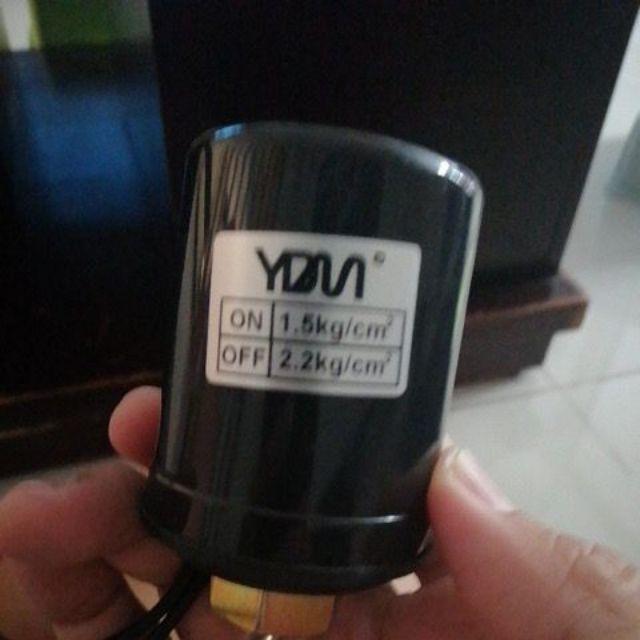 YDM ®
ON 1.5kg/cm²
OFF 2.2kg/cm²